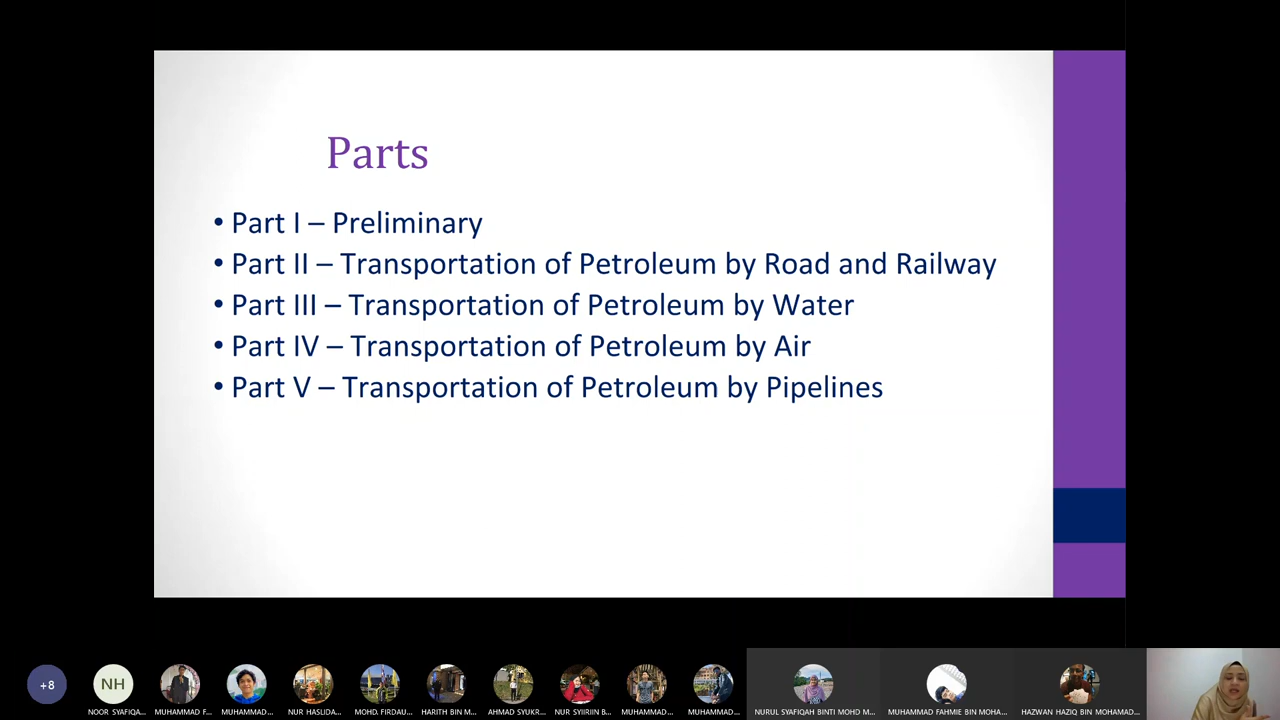 Parts
• Part I – Preliminary
• Part II – Transportation of Petroleum by Road and Railway
• Part III – Transportation of Petroleum by Water
• Part IV – Transportation of Petroleum by Air
• Part V – Transportation of Petroleum by Pipelines
+8
NH
NOOR SYAFIQA...
MUHAMMAD F...
MUHAMMAD ...
NUR HASLIDA...
MOHD. FIRDAU...
HARITH BIN M...
AHMAD SYUKR...
NUR SYIIRIIN B...
MUHAMMAD...
MUHAMMAD ...
NURUL SYAFIQAH BINTI MOHD M...
MUHAMMAD FAHMIE BIN MOHA...
HAZWAN HAZIQ BIN MOHAMAD...